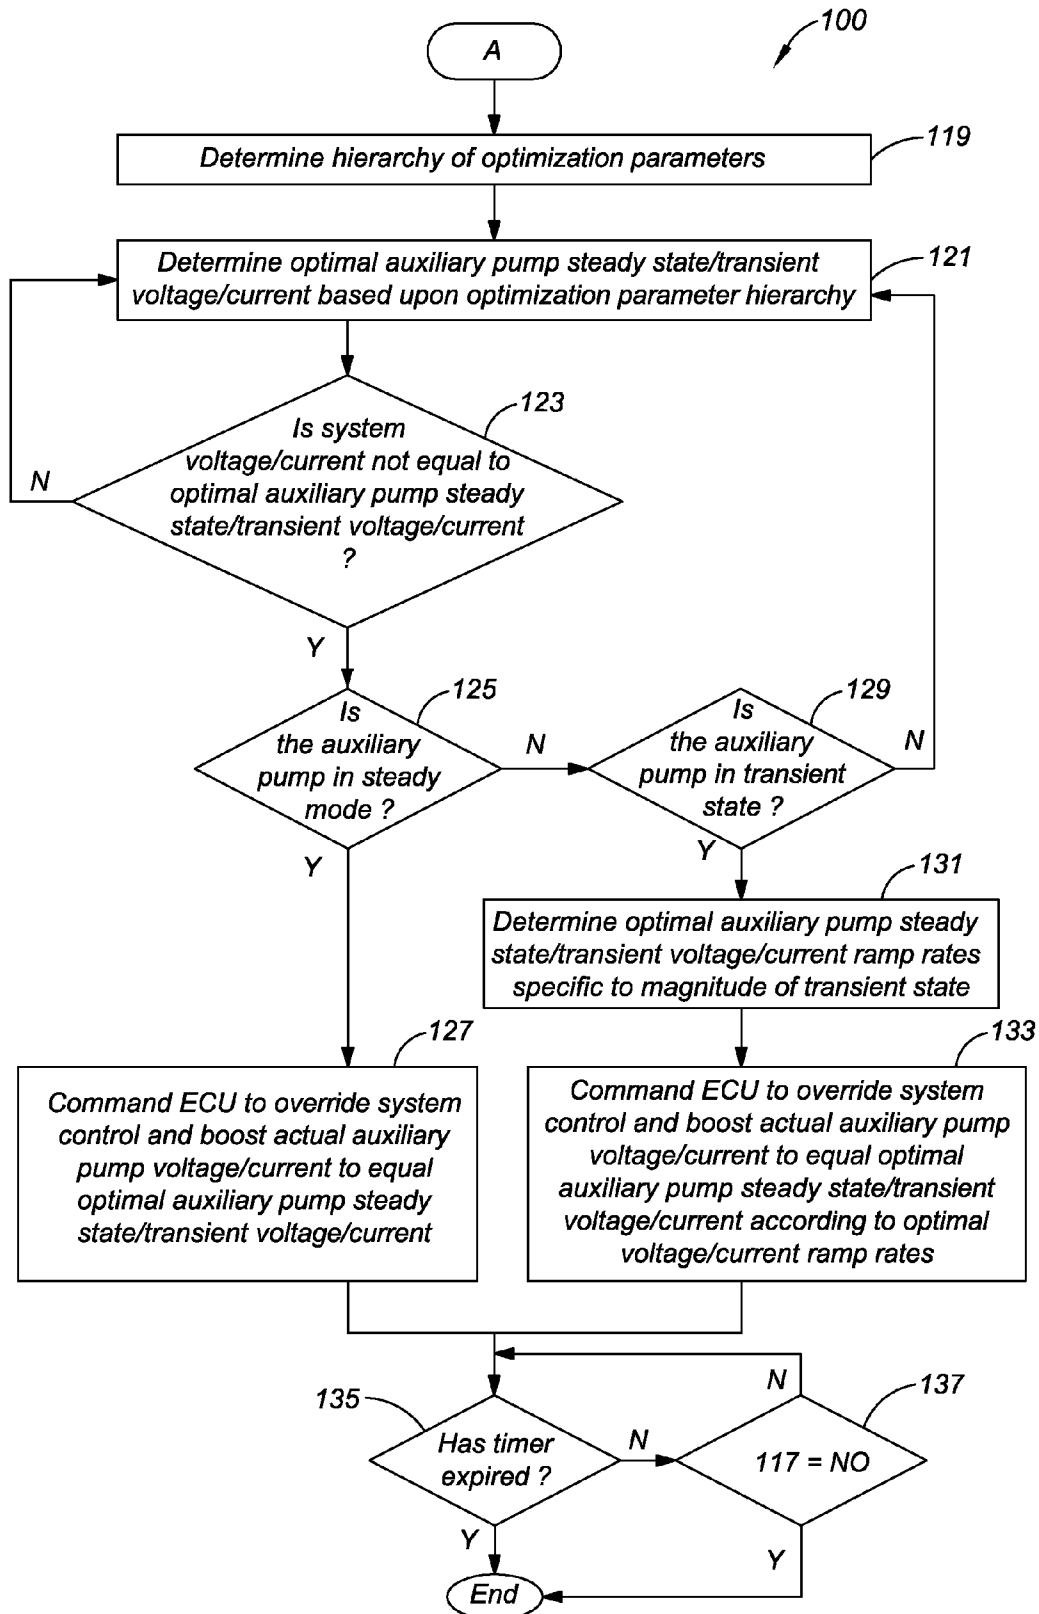 100
A
119
Determine hierarchy of optimization parameters
121
Determine optimal auxiliary pump steady state/transient
voltage/current based upon optimization parameter hierarchy
123
Is system
voltage/current not equal to
optimal auxiliary pump steady
state/transient voltage/current
?
N
Y
125
Is
the auxiliary
pump in steady
mode ?
N
Y
129
Is
the auxiliary
pump in transient
state ?
N
Y
131
Determine optimal auxiliary pump steady
state/transient voltage/current ramp rates
specific to magnitude of transient state
127
Command ECU to override system
control and boost actual auxiliary
pump voltage/current to equal
optimal auxiliary pump steady
state/transient voltage/current
133
Command ECU to override system
control and boost actual auxiliary pump
voltage/current to equal optimal
auxiliary pump steady state/transient
voltage/current according to optimal
voltage/current ramp rates
135
Has timer
expired ?
N
Y
137
117 = NO
N
Y
End